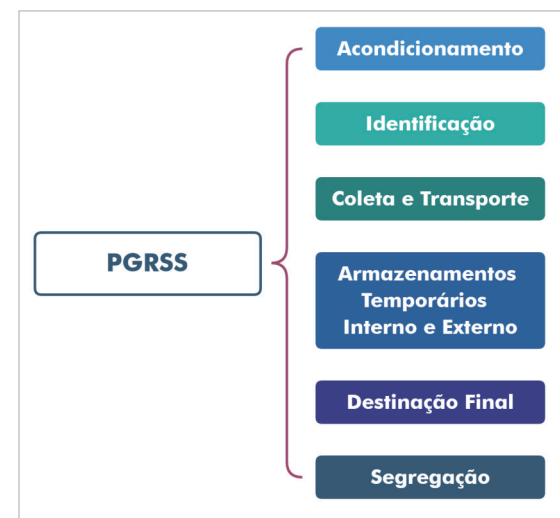 PGRSS
Acondicionamento
Identificação
Coleta e Transporte
Armazenamentos
Temporários
Interno e Externo
Destinação Final
Segregação